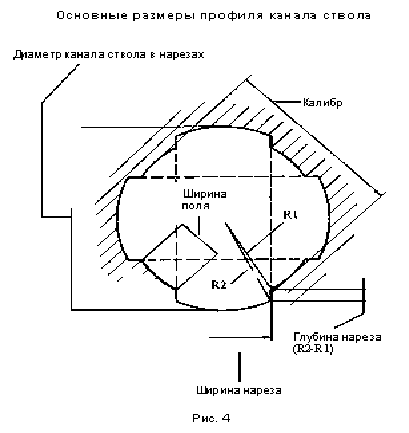 Основные размеры профиля канала ствола
Диаметр канала ствола в нарезах
Калибр
Ширина
поля
R1
R2
Глубина нареза
(R2-R1)
Ширина нареза
Рис. 4